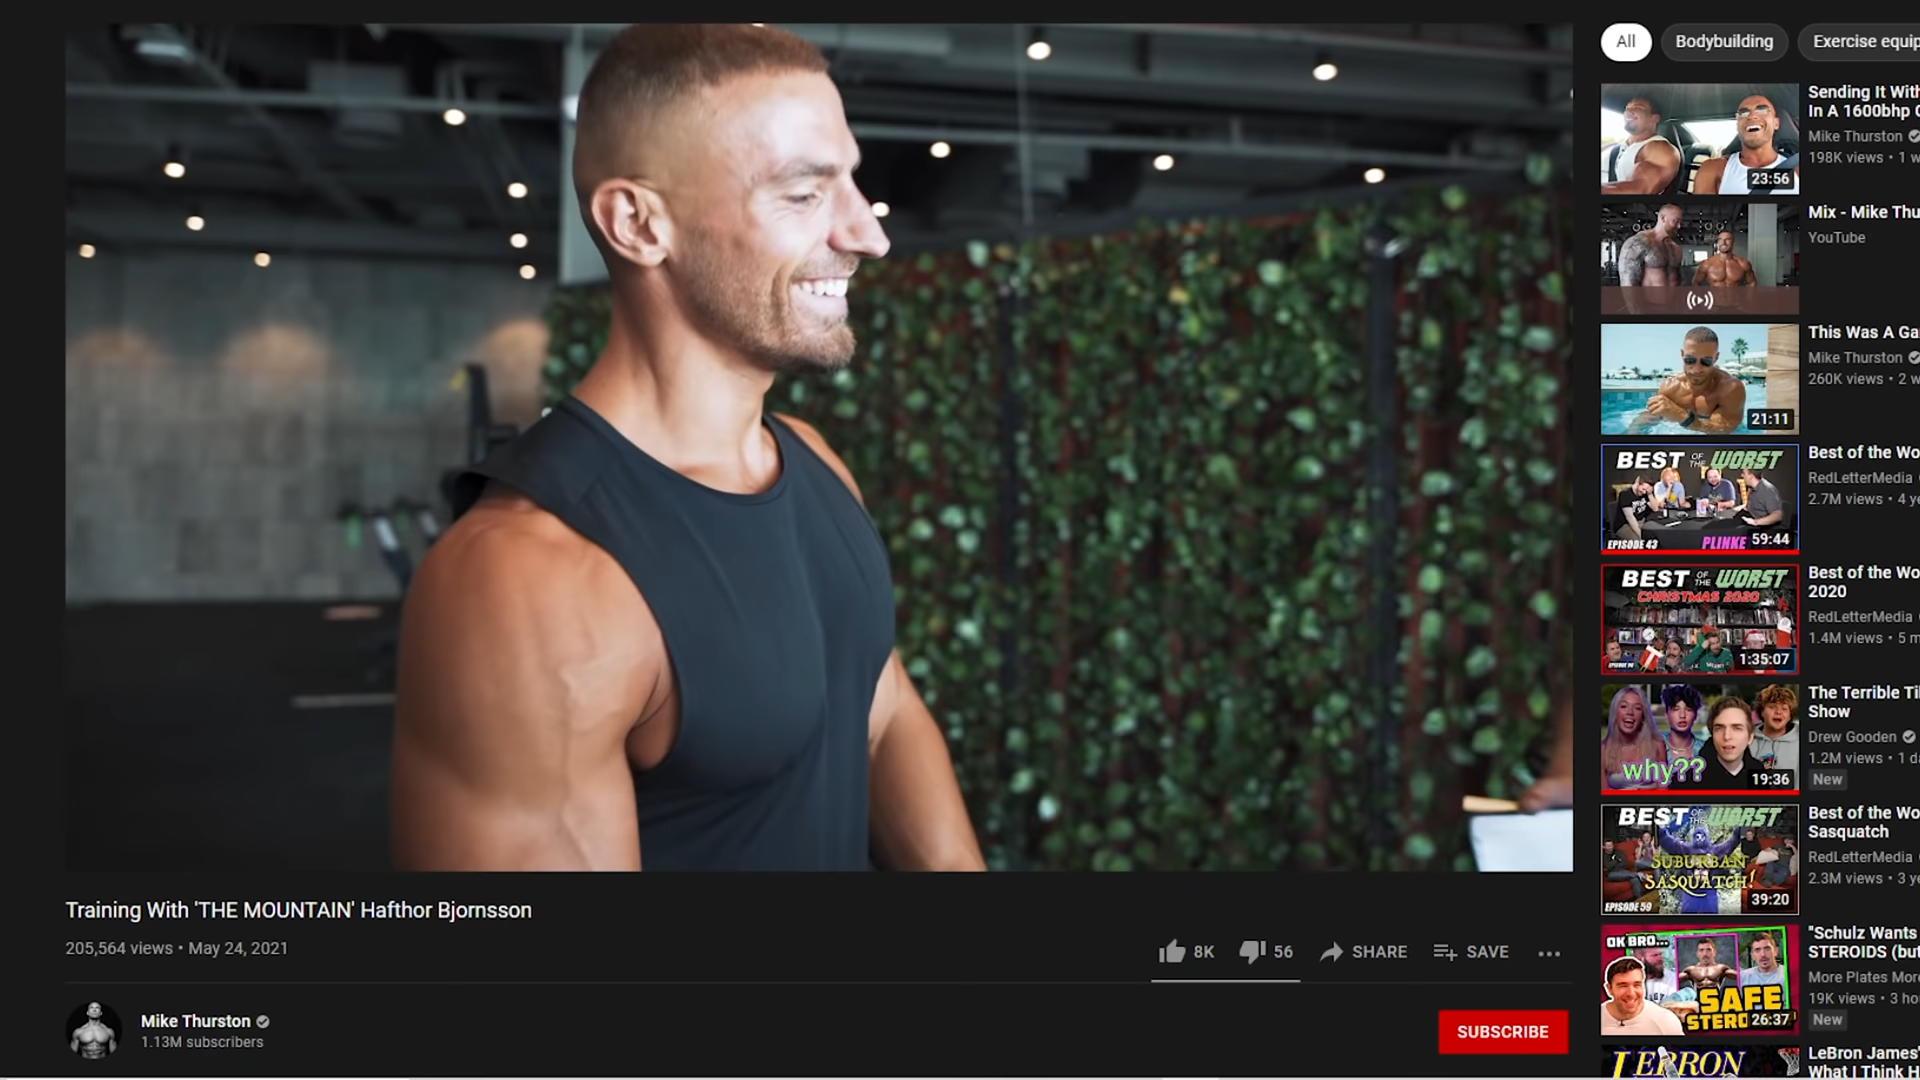 Training With 'THE MOUNTAIN' Hafthor Bjornsson
205,564 views • May 24, 2021
8K
56
SHARE
SAVE
Mike Thurston
1.13M subscribers
SUBSCRIBE
All
Bodybuilding
Exercise equip
23:56
Sending It With
In A 1600bhp
Mike Thurston
198K views • 1 w
Mix - Mike Thu
YouTube
21:11
This Was A Ga
Mike Thurston
260K views • 2 w
BEST OF THE WORST
EPISODE 43
PLINKE
59:44
Best of the Wo
RedLetterMedia
2.7M views • 4 ye
BEST OF THE WORST
CHRISTMAS 2020
1:35:07
Best of the Wo
2020
RedLetterMedia
1.4M views • 5 m
why??
19:36
The Terrible Ti
Show
Drew Gooden
1.2M views • 1 d
New
BEST OF THE WORST
SUBURBAN
SASQUATCH!
EPISODE 59
39:20
Best of the Wo
Sasquatch
RedLetterMedia
2.3M views • 3 ye
OK BRO...
SAFE
STERO
26:37
"Schulz Wants
STEROIDS (but
More Plates More
19K views • 3 ho
New
LEBRON
LeBron James'
What I Think H